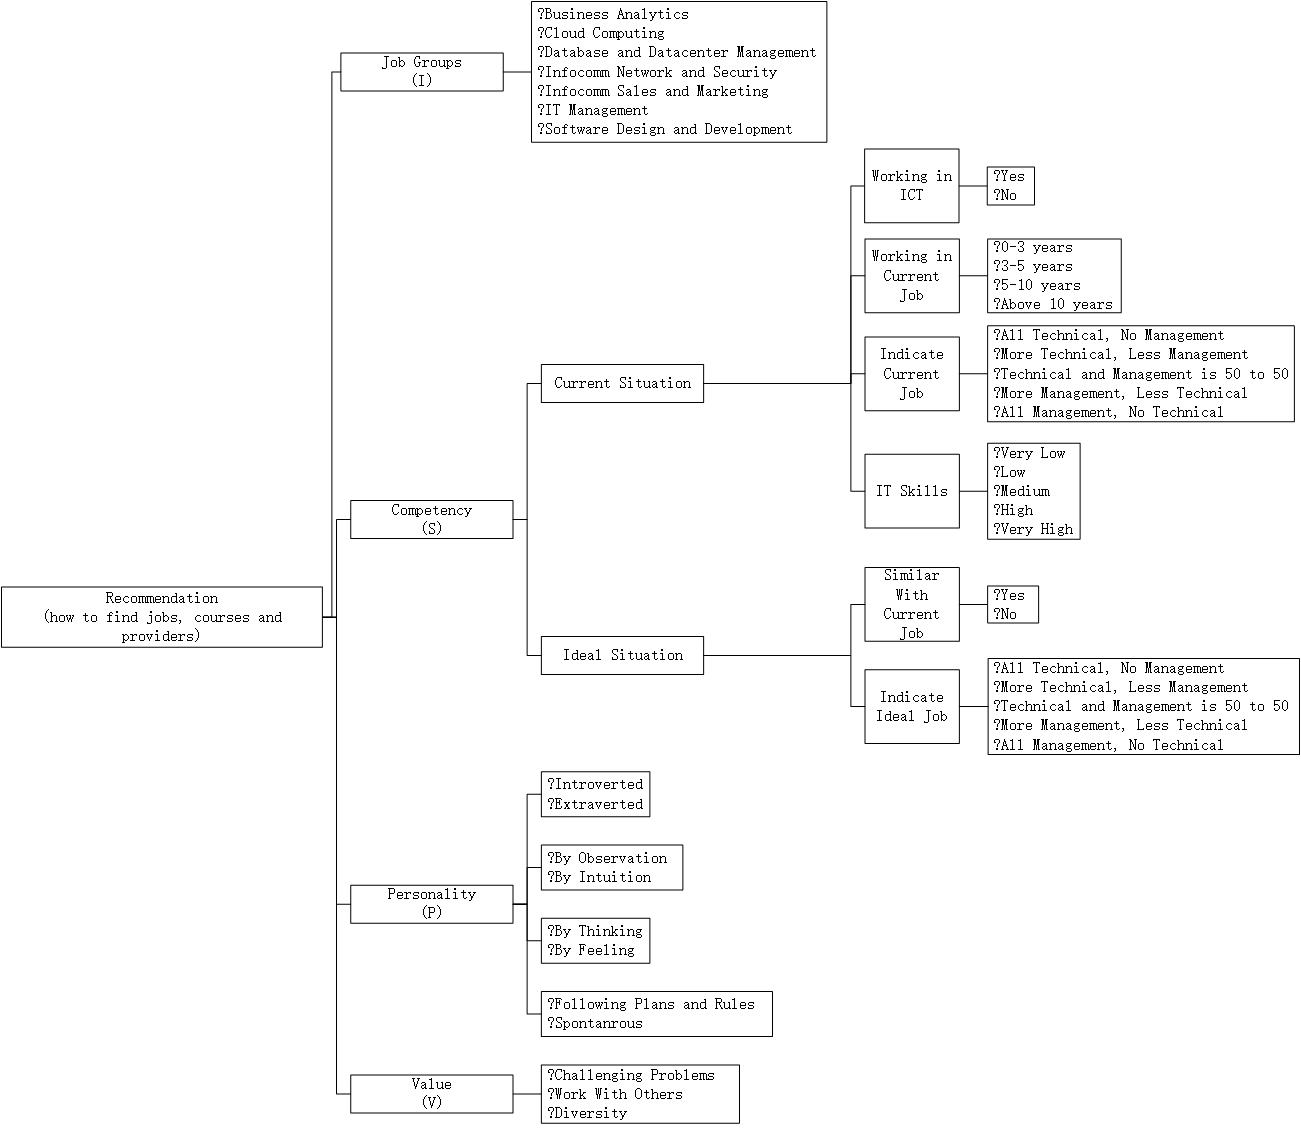 ?Business Analytics
?Cloud Computing
?Database and Datacenter Management
?Infocomm Network and Security
?Infocomm Sales and Marketing
?IT Management
?Software Design and Development
Job Groups
(I)
Working in
ICT
?Yes
?No
Working in
Current
Job
?0-3 years
?3-5 years
?5-10 years
?Above 10 years
Indicate
Current
Job
?All Technical, No Management
?More Technical, Less Management
?Technical and Management is 50 to 50
?More Management, Less Technical
?All Management, No Technical
Current Situation
IT Skills
?Very Low
?Low
?Medium
?High
?Very High
Competency
(S)
Similar
With
Current
Job
?Yes
?No
Recommendation
(how to find jobs, courses and
providers)
Ideal Situation
Indicate
Ideal Job
?All Technical, No Management
?More Technical, Less Management
?Technical and Management is 50 to 50
?More Management, Less Technical
?All Management, No Technical
?Introverted
?Extraverted
?By Observation
?By Intuition
Personality
(P)
?By Thinking
?By Feeling
?Following Plans and Rules
?Spontanrous
Value
(V)
?Challenging Problems
?Work With Others
?Diversity